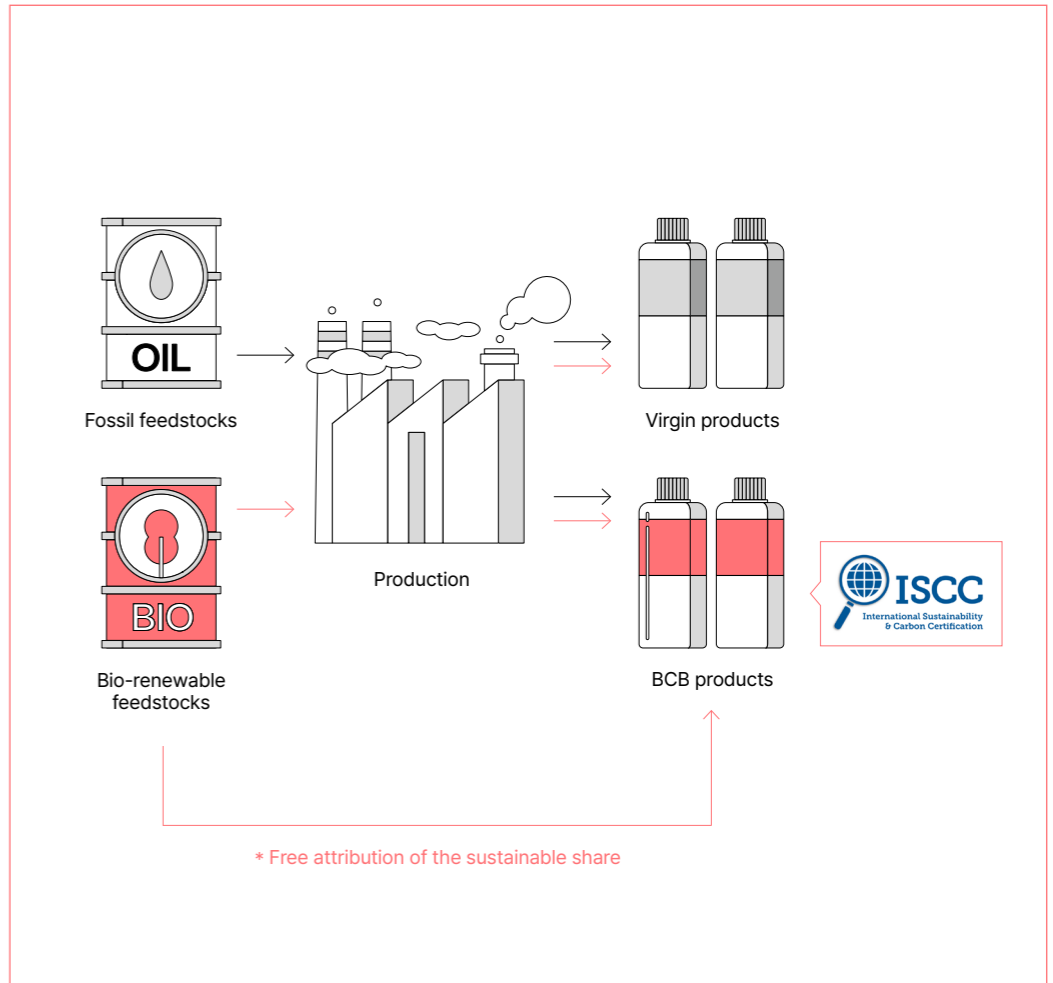 OIL
Fossil feedstocks
Virgin products
Production
BIO
Bio-renewable
feedstocks
BCB products
ISCC
International Sustainability
& Carbon Certification
* Free attribution of the sustainable share